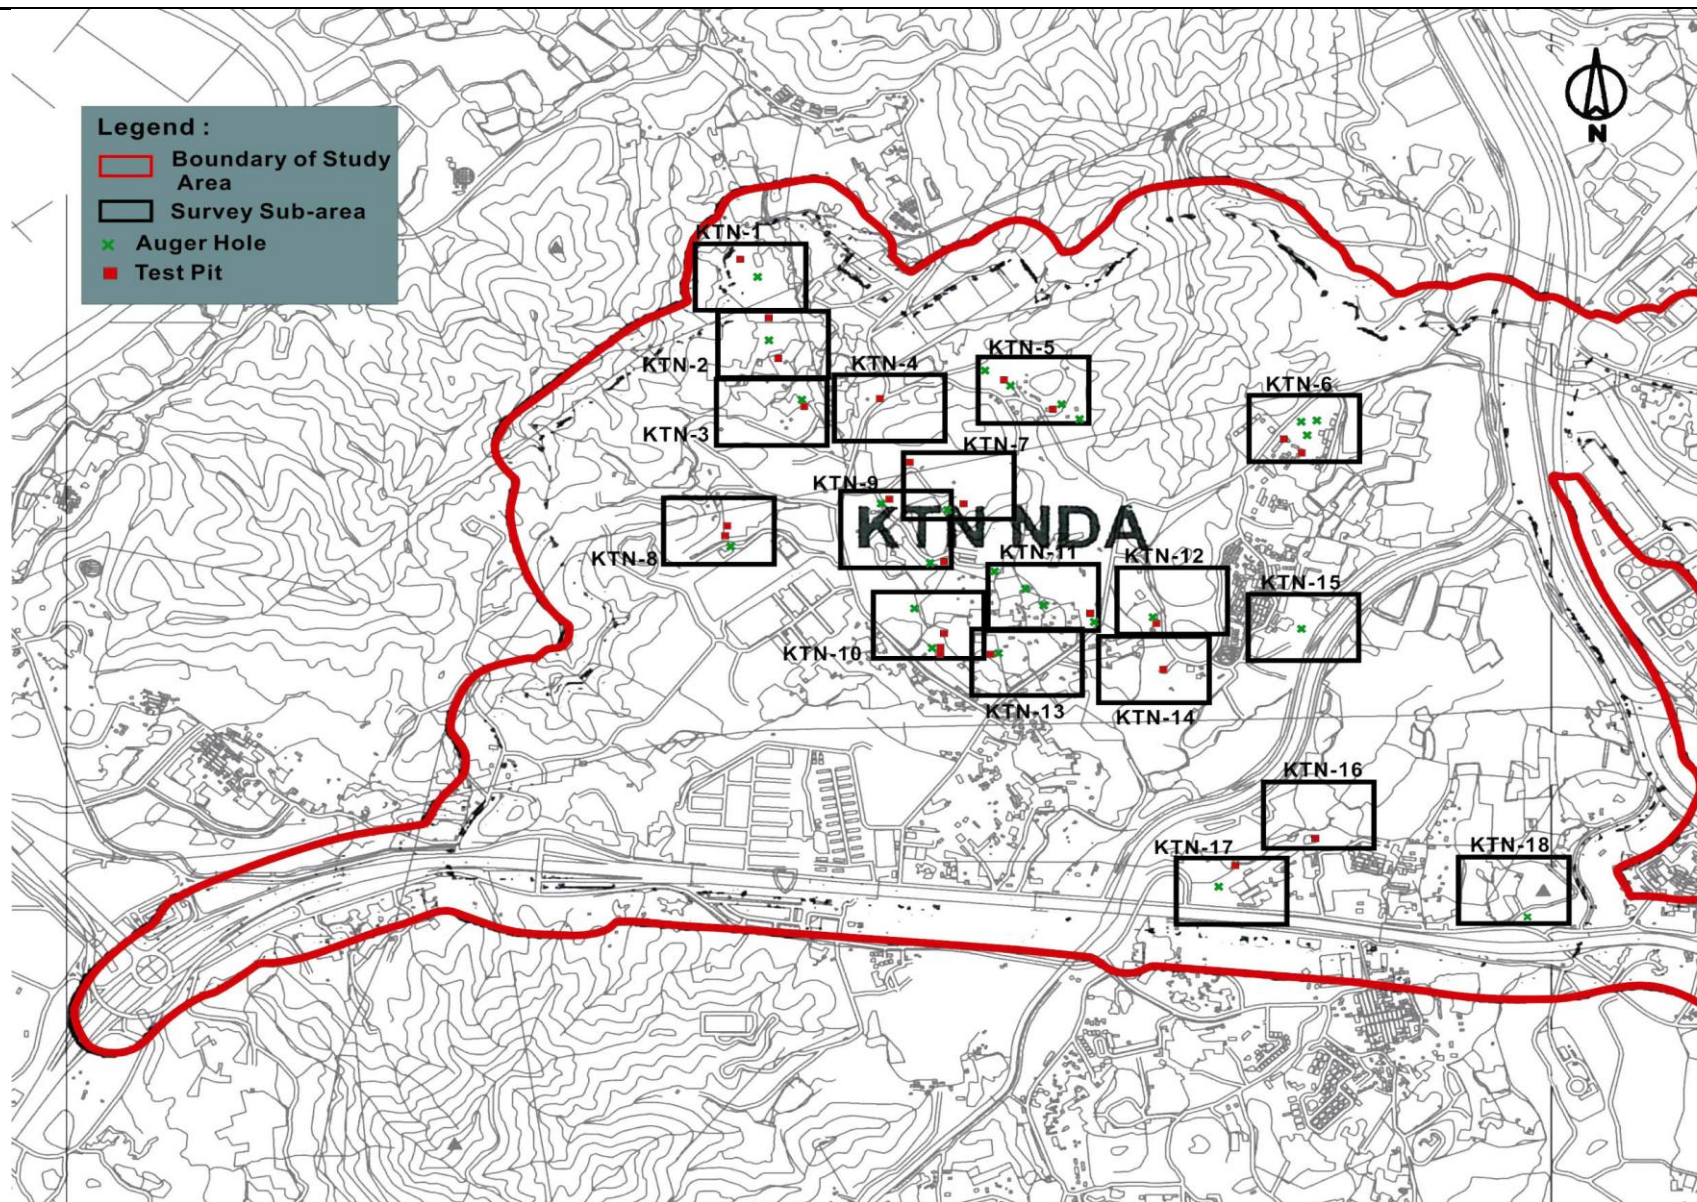 Legend :
Boundary of Study
Area
Survey Sub-area
Auger Hole
Test Pit
N
KTN-1
KTN-2
KTN-3
KTN-4
KTN-5
KTN-6
KTN-7
KTN-8
KTN-9
KTN NDA
KTN-10
KTN-11
KTN-12
KTN-13
KTN-14
KTN-15
KTN-16
KTN-17
KTN-18